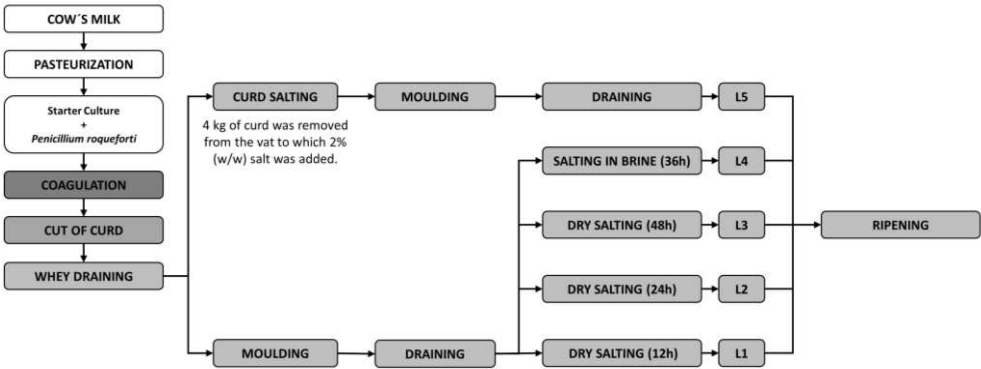 COW´S MILK
PASTEURIZATION
Starter Culture
+
Penicillium roqueforti
COAGULATION
CUT OF CURD
WHEY DRAINING
CURD SALTING
4 kg of curd was removed
from the vat to which 2%
(w/w) salt was added.
MOULDING
DRAINING
L5
SALTING IN BRINE (36h)
L4
DRY SALTING (48h)
L3
DRY SALTING (24h)
L2
MOULDING
DRAINING
DRY SALTING (12h)
L1
RIPENING